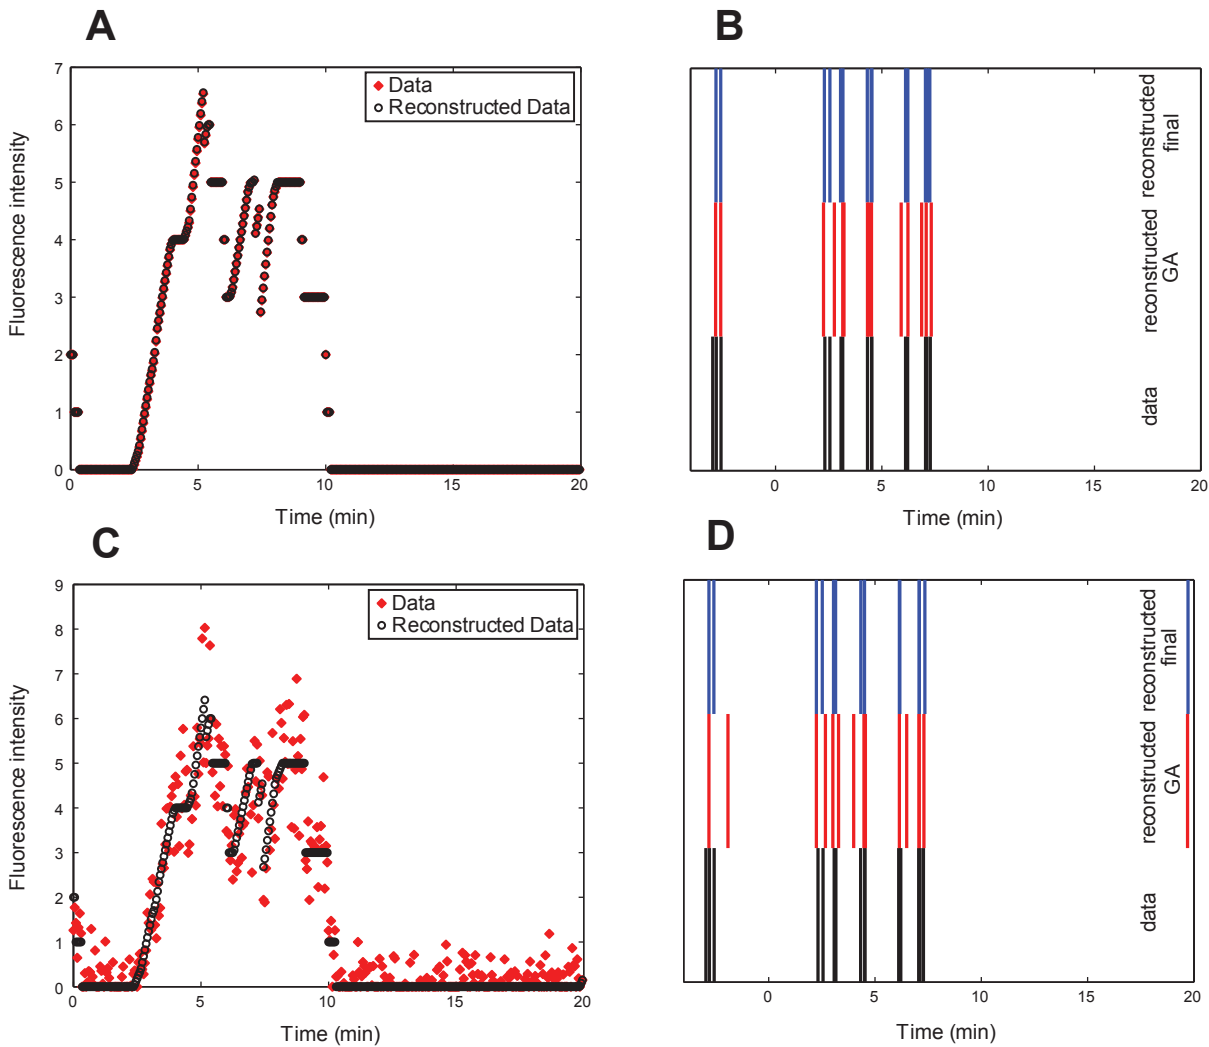 A
7
6
5
4
3
2
1
0
Fluorescence intensity
Data
Reconstructed Data
0
5
10
15
20
Time (min)
B
reconstructed
final
reconstructed
GA
data
0
5
10
15
20
Time (min)
C
9
8
7
6
5
4
3
2
1
0
Fluorescence intensity
Data
Reconstructed Data
0
5
10
15
20
Time (min)
D
reconstructed
final
reconstructed
GA
data
0
5
10
15
20
Time (min)